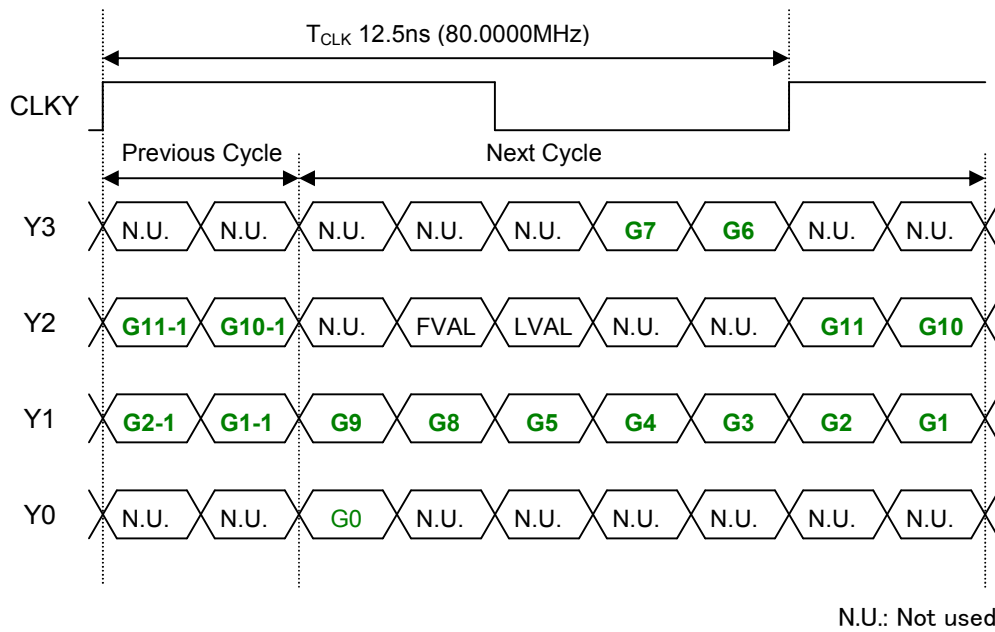 TCLK 12.5ns (80.0000MHz)
CLKY
Previous Cycle Next Cycle
Y3 N.U. N.U. N.U. N.U. N.U. G7 G6 N.U. N.U.
Y2 G11-1 G10-1 N.U. FVAL LVAL N.U. N.U. G11 G10
Y1 G2-1 G1-1 G9 G8 G5 G4 G3 G2 G1
Y0 N.U. N.U. G0 N.U. N.U. N.U. N.U. N.U. N.U.
N.U.: Not used